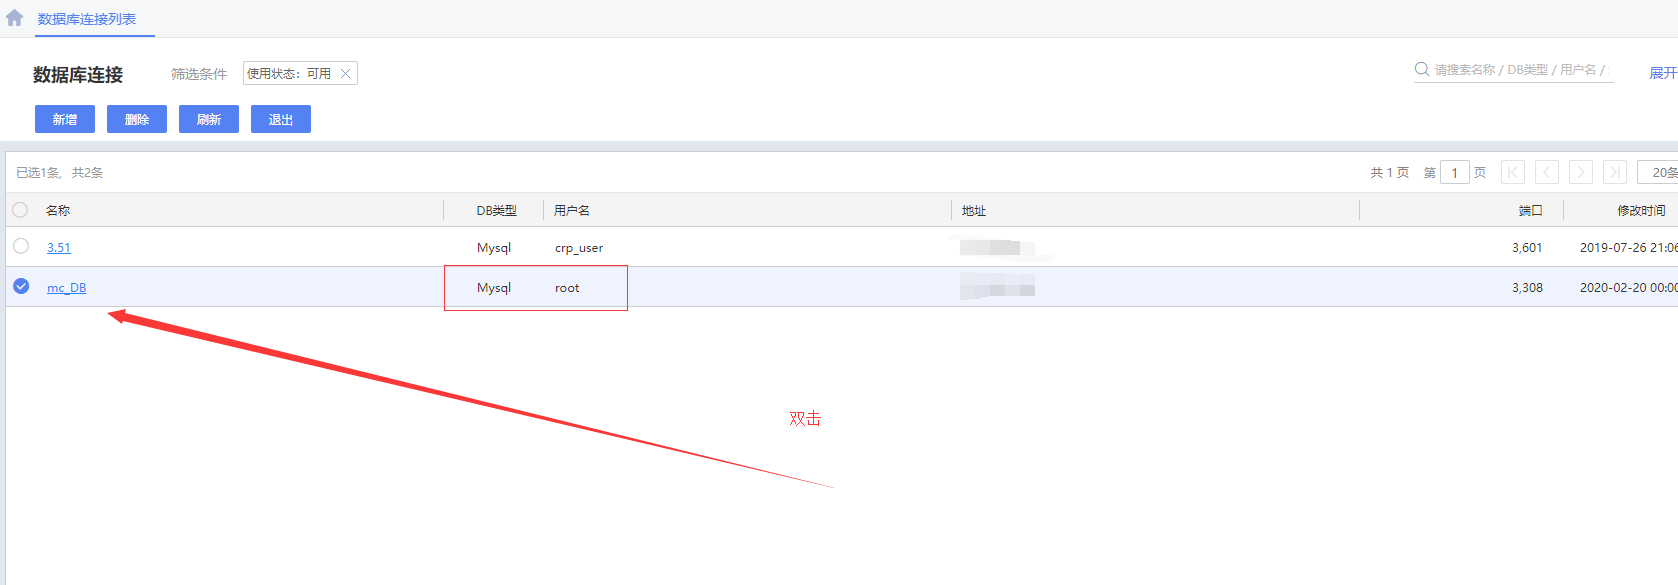 数据库连接列表
数据库连接 筛选条件 使用状态：可用 请搜索名称 / DB类型 / 用户名 / 展开
新增 删除 刷新 退出
已选1条，共2条 共 1 页 第 1 页 20条
名称 DB类型 用户名 地址 端口 修改时间
3.51 Mysql crp_user 3,601 2019-07-26 21:06
mc_DB Mysql root 3,308 2020-02-20 00:00
双击